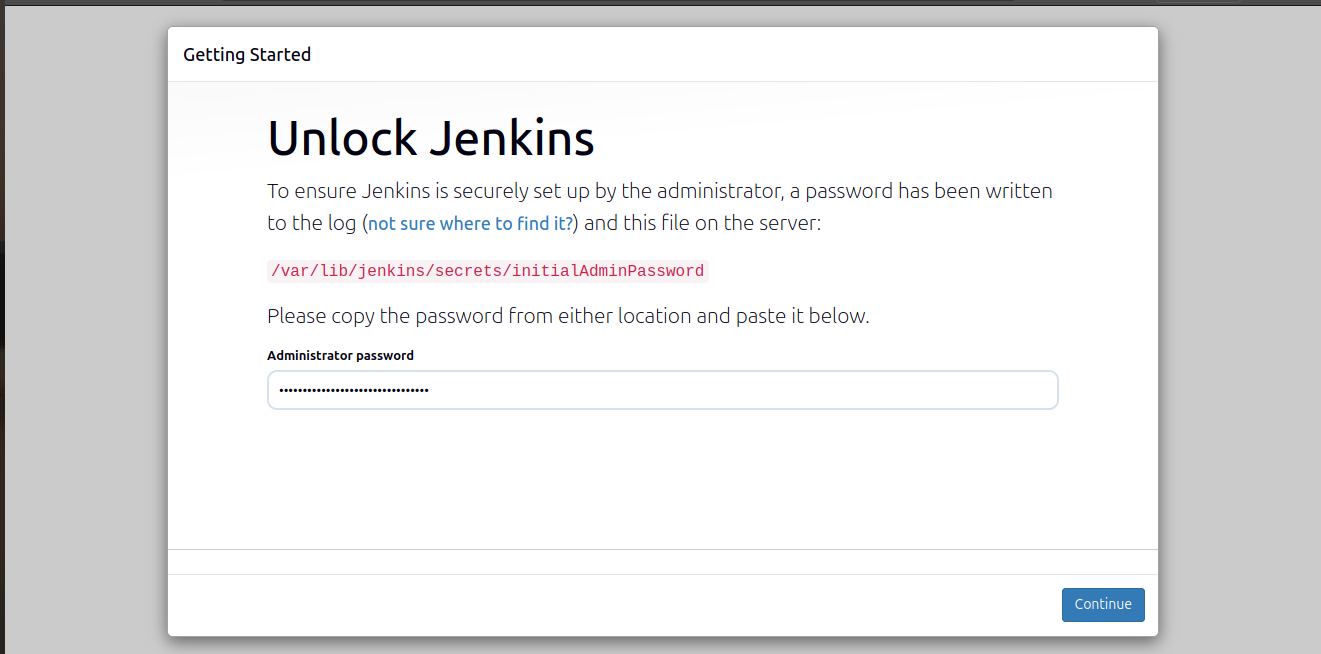 Getting Started
Unlock Jenkins
To ensure Jenkins is securely set up by the administrator, a password has been written
to the log (not sure where to find it?) and this file on the server:
/var/lib/jenkins/secrets/initialAdminPassword
Please copy the password from either location and paste it below.
Administrator password
••••••••••••••••••••••••••••••••
Continue